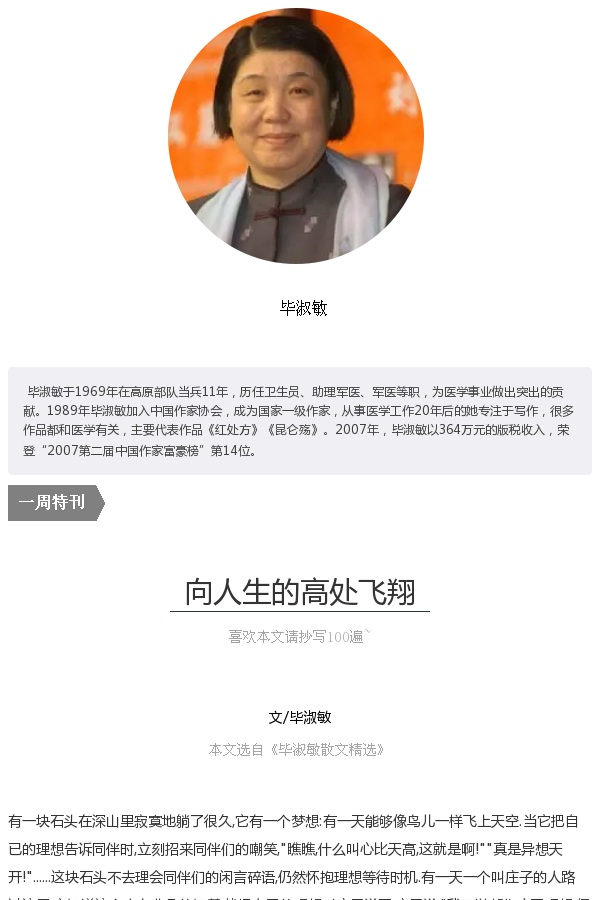 毕淑敏
毕淑敏于1969年在高原部队当兵11年，历任卫生员、助理军医、军医等职，为医学事业做出突出的贡
献。1989年毕淑敏加入中国作家协会，成为国家一级作家，从事医学工作20年后的她专注于写作，很多
作品都和医学有关，主要代表作品《红处方》《昆仑殇》。2007年，毕淑敏以364万元的版税收入，荣
登“2007第二届中国作家富豪榜”第14位。
一周特刊
向人生的高处飞翔
喜欢本文请抄写100遍~
文/毕淑敏
本文选自《毕淑敏散文精选》
有一块石头在深山里寂寞地躺了很久,它有一个梦想:有一天能够像鸟儿一样飞上天空.当它把自
己的理想告诉同伴时,立刻招来同伴们的嘲笑,"瞧瞧,什么叫心比天高,这就是啊!""真是异想天
开!"......这块石头不去理会同伴们的闲言碎语,仍然怀抱理想等待时机.有一天一个叫庄子的人路